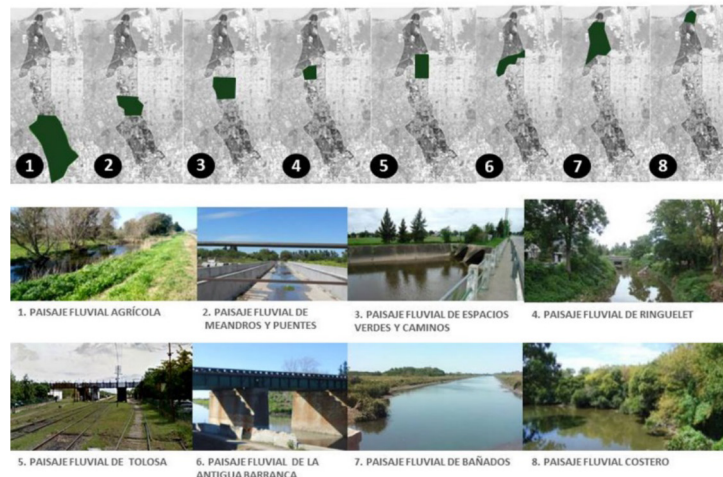 1 2 3 4 5 6 7 8
1. PAISAJE FLUVIAL AGRÍCOLA
2. PAISAJE FLUVIAL DE
MEANDROS Y PUENTES
3. PAISAJE FLUVIAL DE ESPACIOS
VERDES Y CAMINOS
4. PAISAJE FLUVIAL DE RINGUELET
5. PAISAJE FLUVIAL DE TOLOSA
6. PAISAJE FLUVIAL DE LA
ANTIGUA BARRANCA
7. PAISAJE FLUVIAL DE BAÑADOS
8. PAISAJE FLUVIAL COSTERO